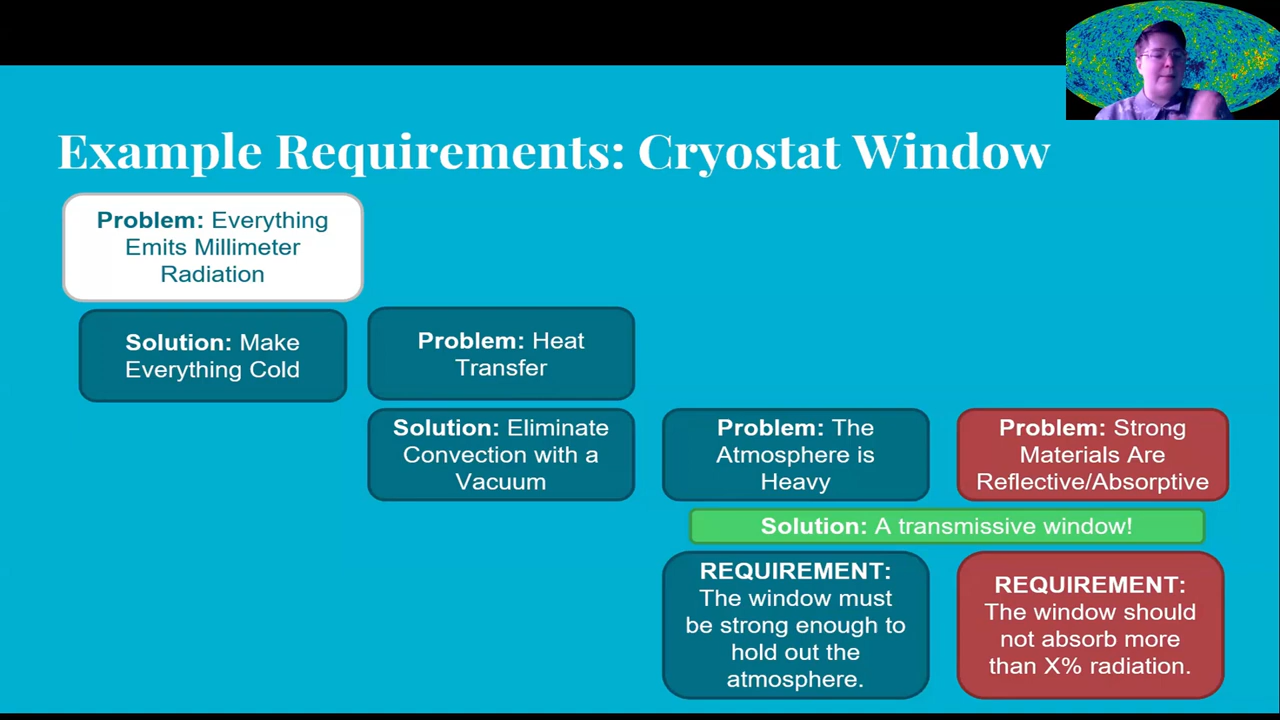 Example Requirements: Cryostat Window
Problem: Everything
Emits Millimeter
Radiation
Solution: Make
Everything Cold
Problem: Heat
Transfer
Solution: Eliminate
Convection with a
Vacuum
Problem: The
Atmosphere is
Heavy
Problem: Strong
Materials Are
Reflective/Absorptive
Solution: A transmissive window!
REQUIREMENT:
The window must
be strong enough to
hold out the
atmosphere.
REQUIREMENT:
The window should
not absorb more
than X% radiation.